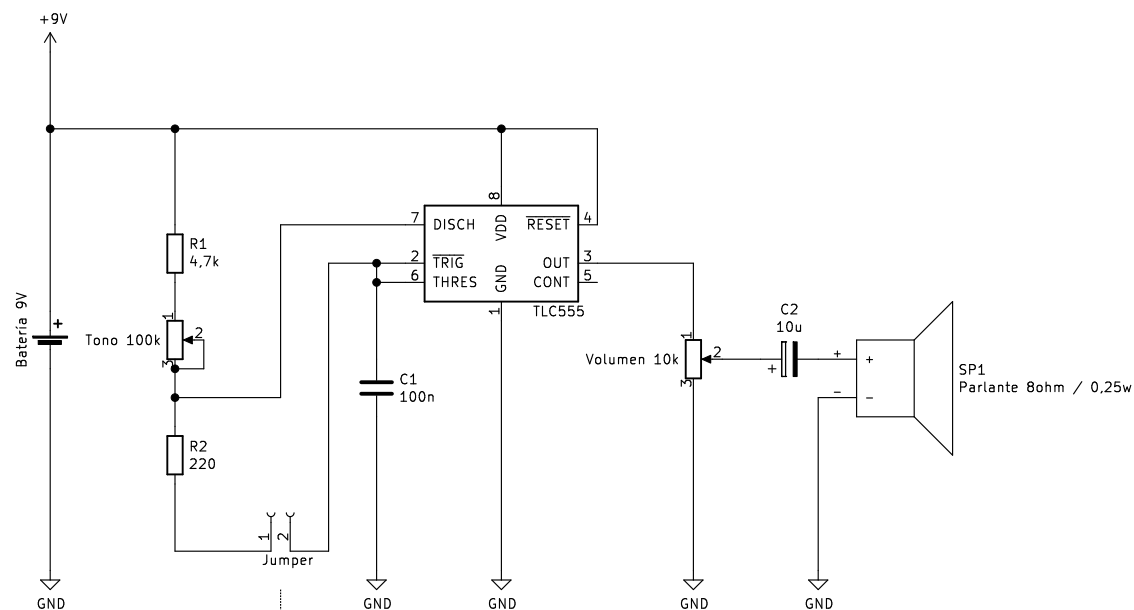 +9V
8
7
DISCH
VDD
RESET
4
R1
4,7k
2
TRIG
OUT
3
6
THRES
GND
CONT
5
1
TLC555
Batería 9V
+
1
Tono 100k
2
3
C2
10u
1
Volumen 10k
2
3
+
+
+
SP1
Parlante 8ohm / 0,25w
-
-
C1
100n
R2
220
1
2
Jumper
GND
GND
GND
GND
GND